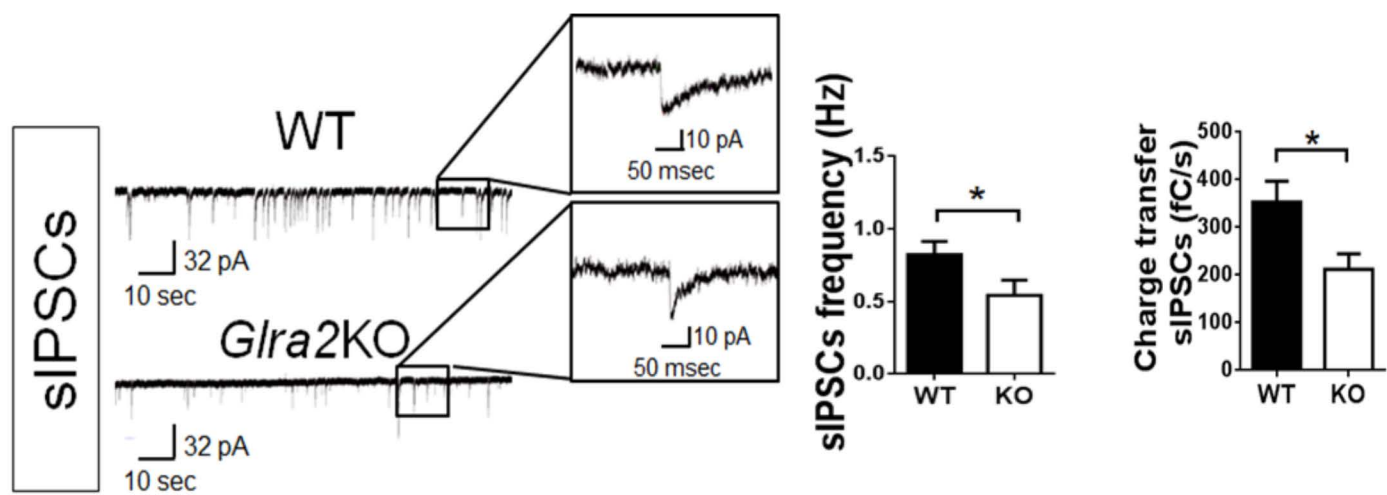 sIPSCs
WT
32 pA
10 sec
Glra2KO
32 pA
10 sec
10 pA
50 msec
10 pA
50 msec
sIPSCs frequency (Hz)
1.5
1.0
0.5
0.0
*
WT KO
Charge transfer
sIPSCs (fC/s)
500
400
300
200
100
0
*
WT KO